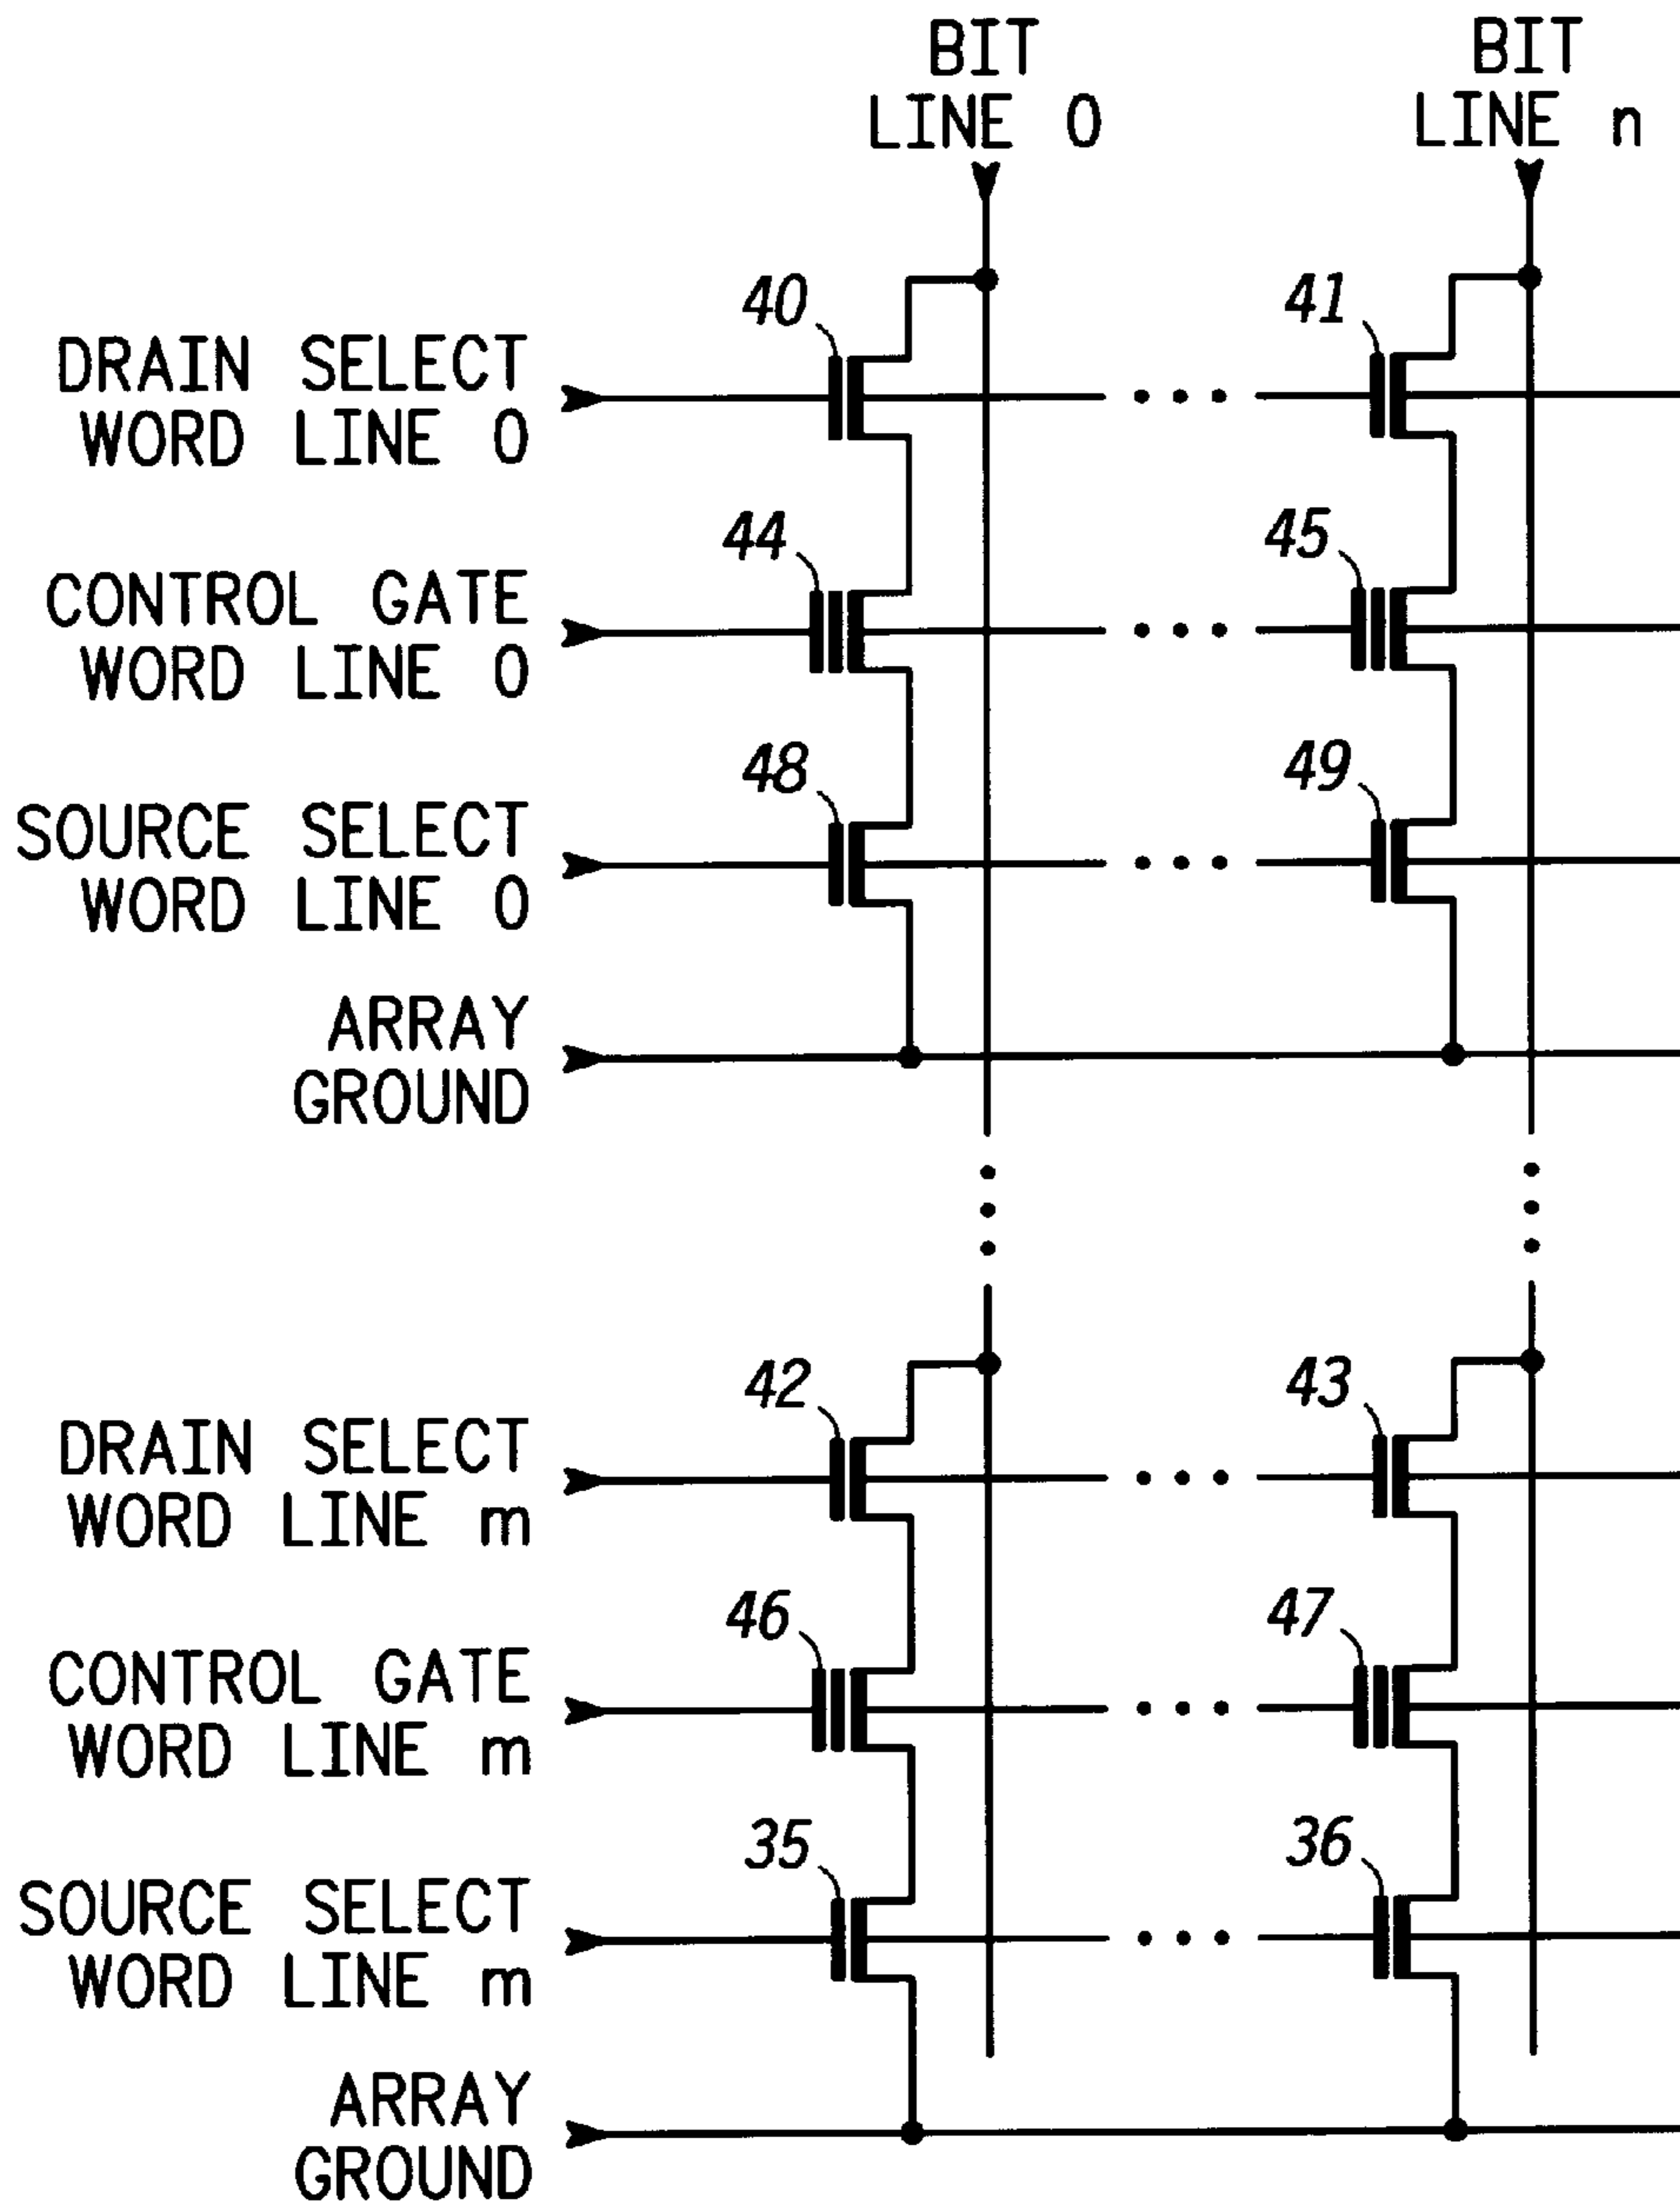 BIT
LINE 0
BIT
LINE n
40
41
DRAIN SELECT
WORD LINE 0
44
45
CONTROL GATE
WORD LINE 0
48
49
SOURCE SELECT
WORD LINE 0
ARRAY
GROUND
42
43
DRAIN SELECT
WORD LINE m
46
47
CONTROL GATE
WORD LINE m
35
36
SOURCE SELECT
WORD LINE m
ARRAY
GROUND